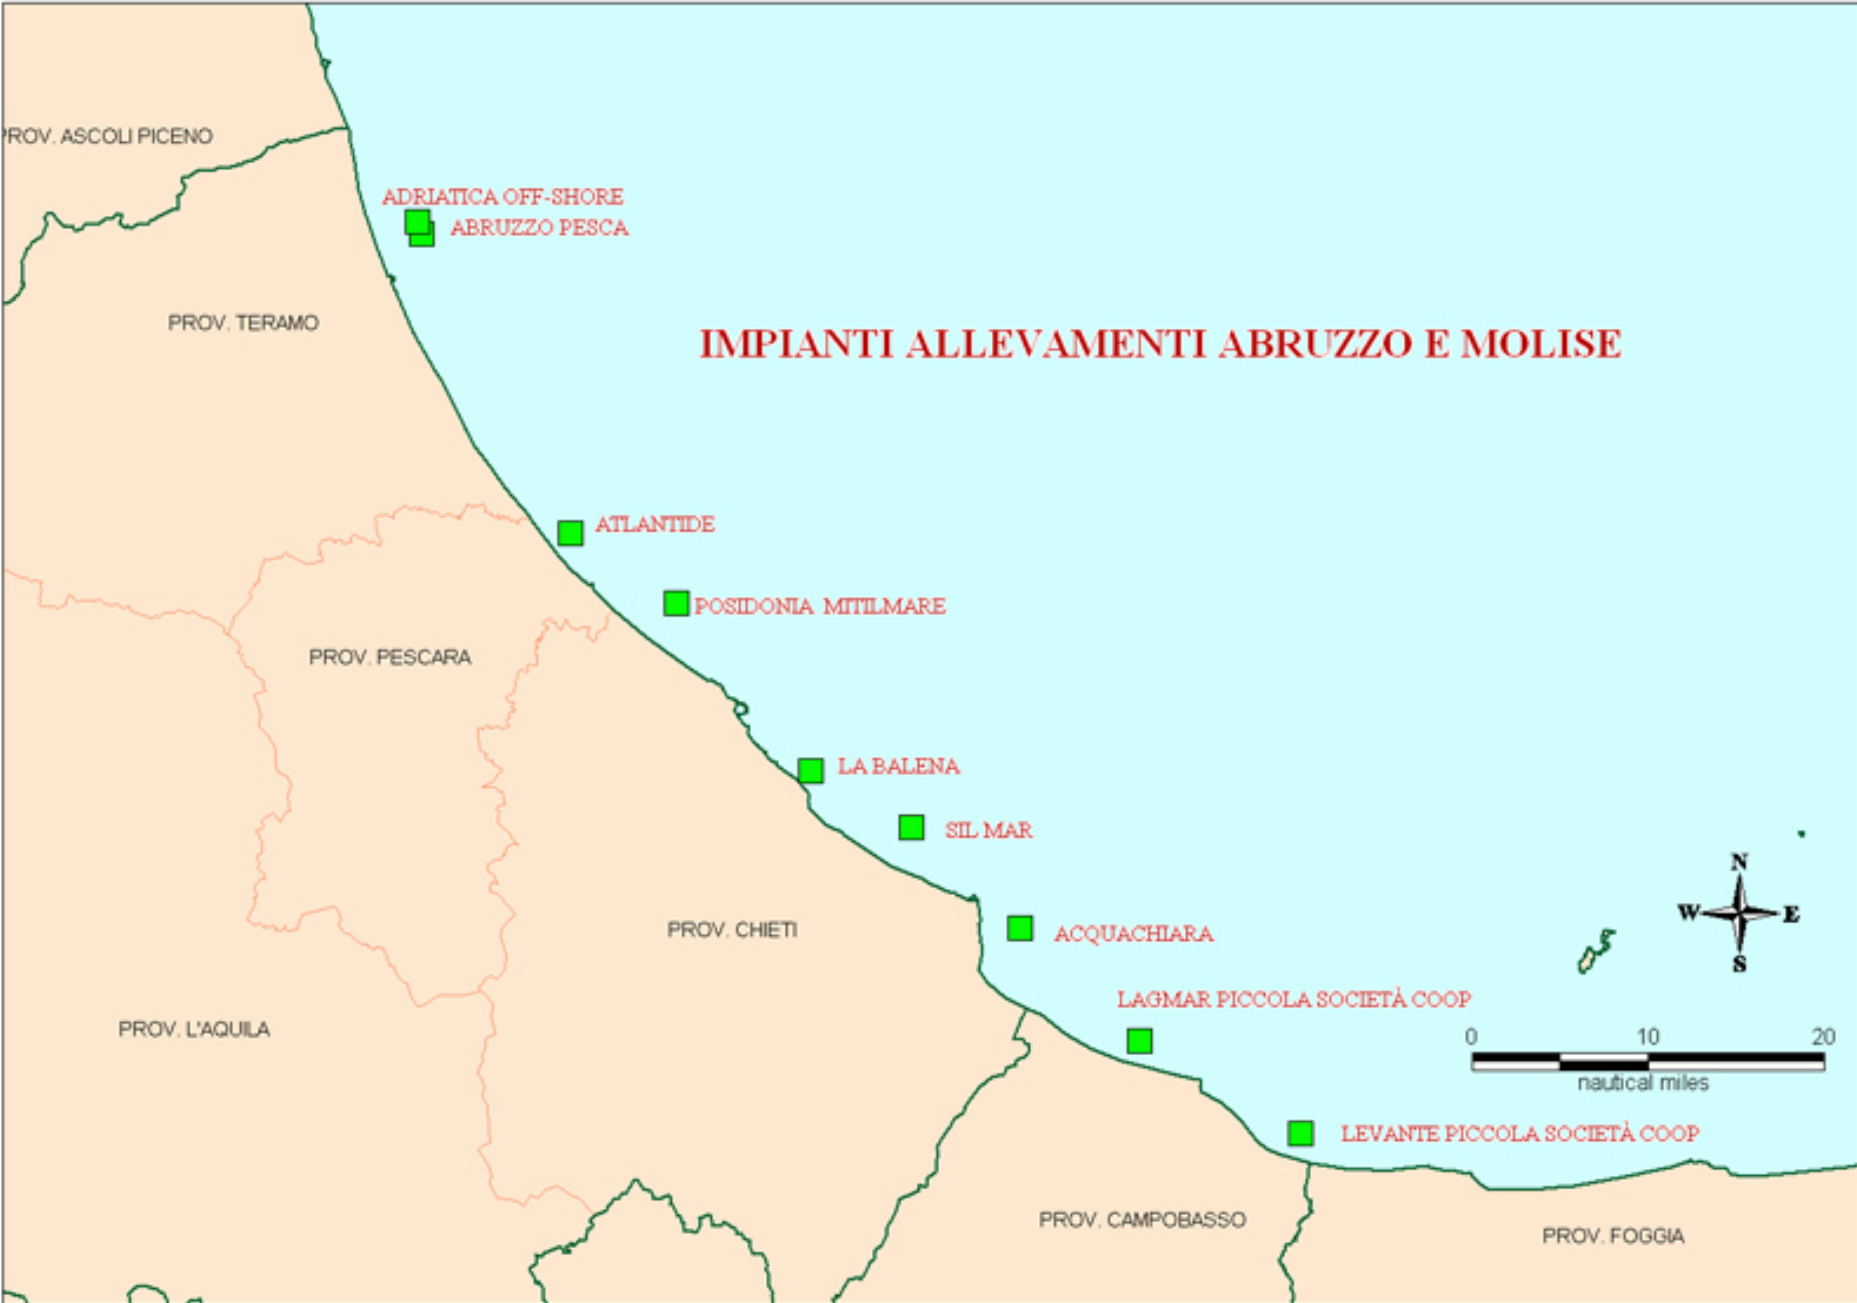 PROV. ASCOLI PICENO
ADRIATICA OFF-SHORE
ABRUZZO PESCA
PROV. TERAMO
IMPIANTI ALLEVAMENTI ABRUZZO E MOLISE
ATLANTIDE
POSIDONIA MITILMARE
PROV. PESCARA
LA BALENA
SIL MAR
N
W E
S
PROV. CHIETI
ACQUACHIARA
LAGMAR PICCOLA SOCIETÀ COOP
PROV. L'AQUILA
0 10 20
nautical miles
LEVANTE PICCOLA SOCIETÀ COOP
PROV. CAMPOBASSO
PROV. FOGGIA